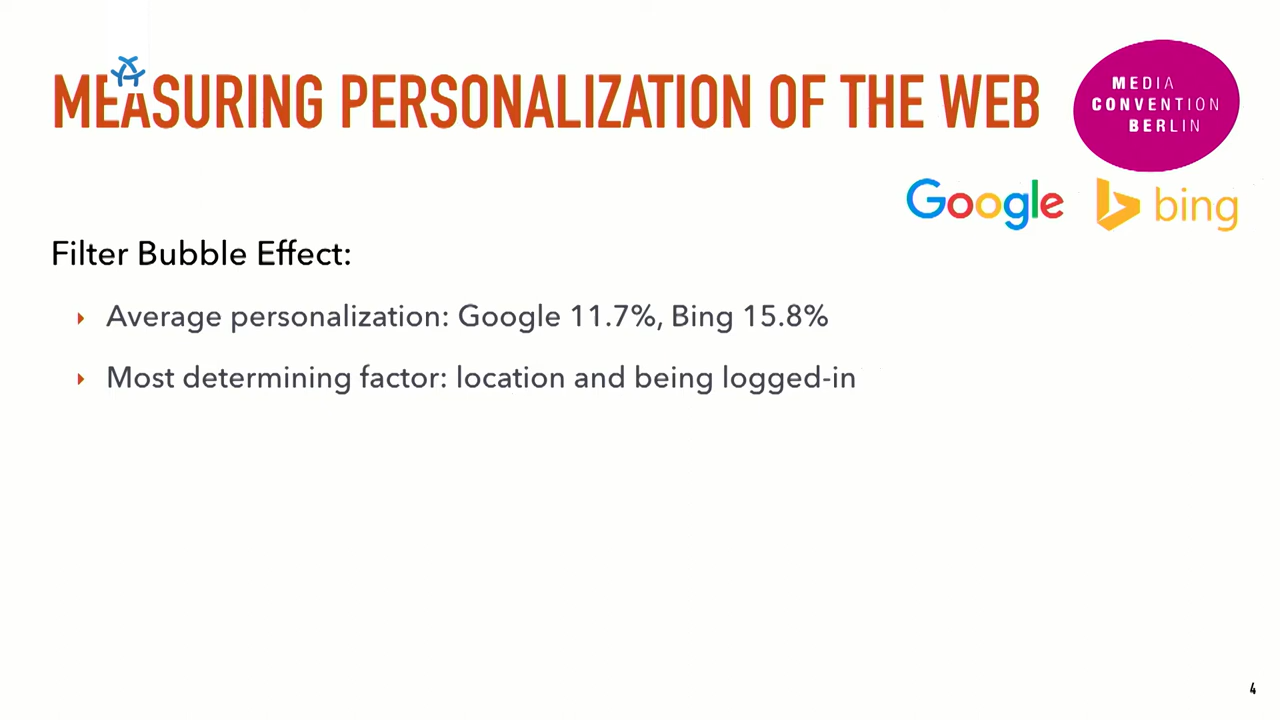 MEASURING PERSONALIZATION OF THE WEB
MEDIA
CONVENTION
BERLIN
Google
bing
Filter Bubble Effect:
Average personalization: Google 11.7%, Bing 15.8%
Most determining factor: location and being logged-in
4